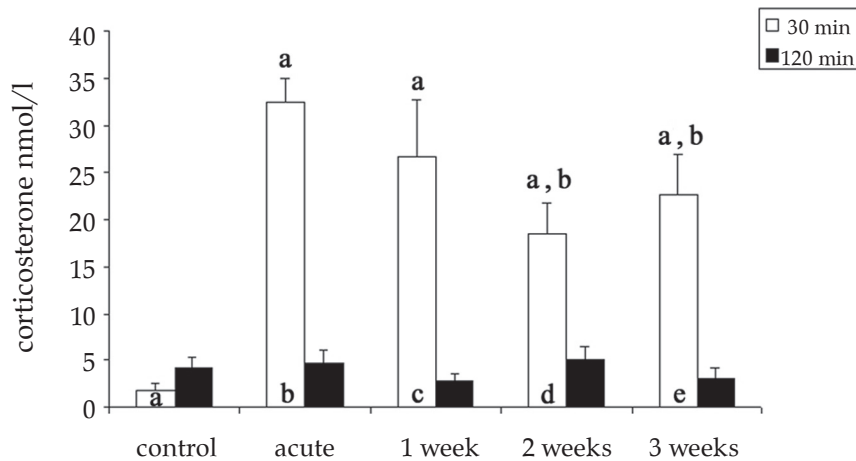 30 min
120 min
corticosterone nmol/l
40
35
30
25
20
15
10
5
0
a
a
a , b
a , b
a
b
c
d
e
control
acute
1 week
2 weeks
3 weeks